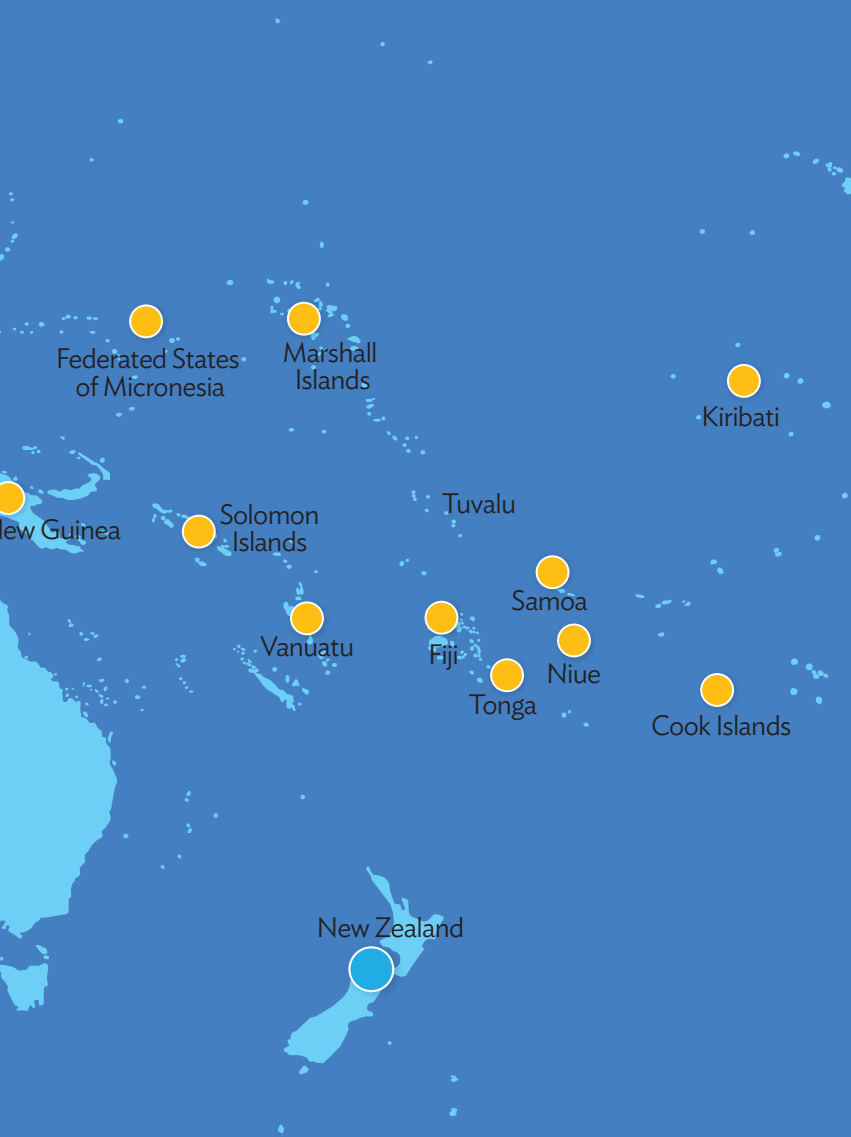 Federated States
of Micronesia
Marshall
Islands
Kiribati
Tuvalu
Solomon
Islands
New Guinea
Samoa
Vanuatu
Fiji
Niue
Tonga
Cook Islands
New Zealand